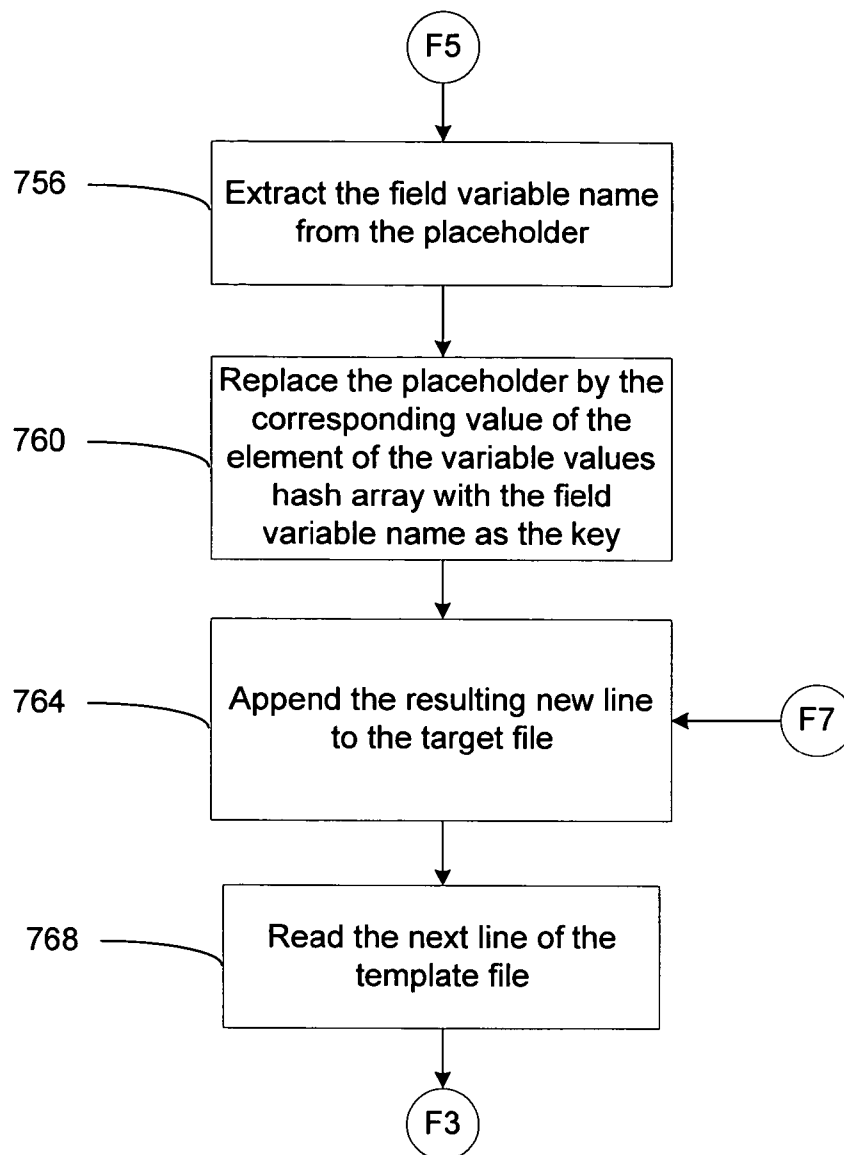 F5
756
Extract the field variable name
from the placeholder
760
Replace the placeholder by the
corresponding value of the
element of the variable values
hash array with the field
variable name as the key
764
Append the resulting new line
to the target file
F7
768
Read the next line of the
template file
F3